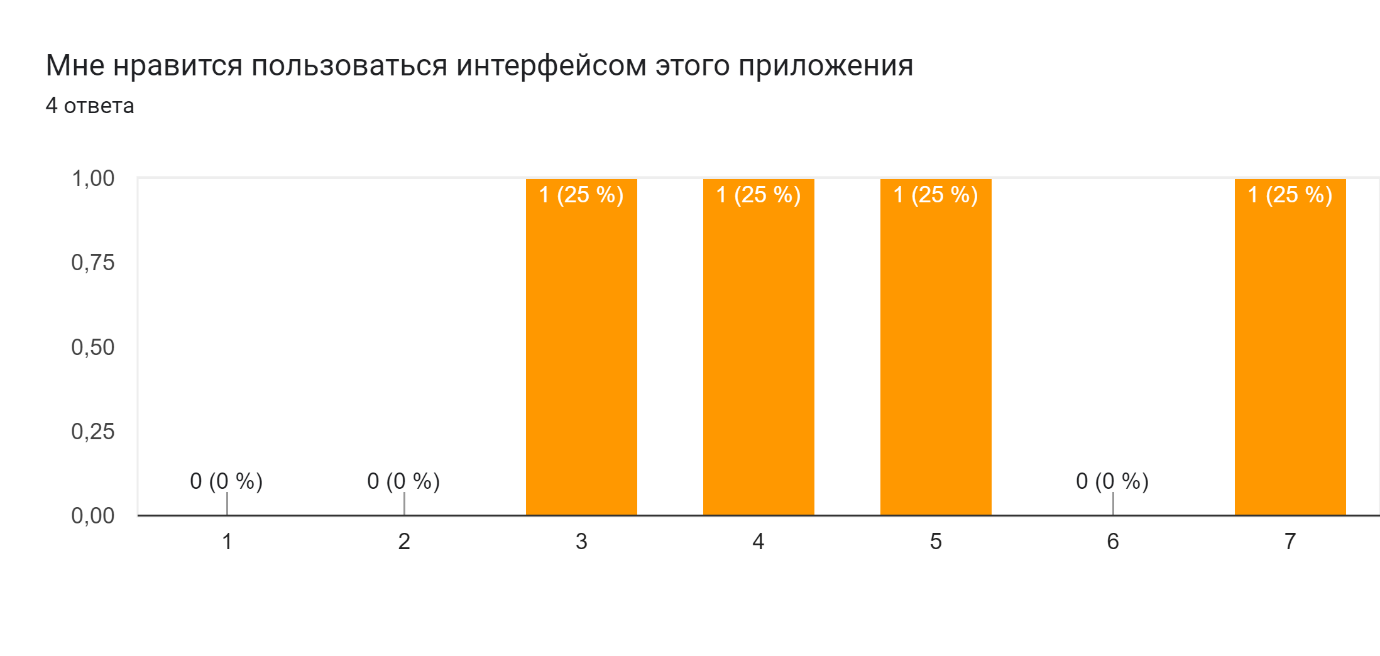 Мне нравится пользоваться интерфейсом этого приложения
4 ответа
1,00
0,75
0,50
0,25
0,00
0 (0 %)
0 (0 %)
1 (25 %)
1 (25 %)
1 (25 %)
0 (0 %)
1 (25 %)
1
2
3
4
5
6
7